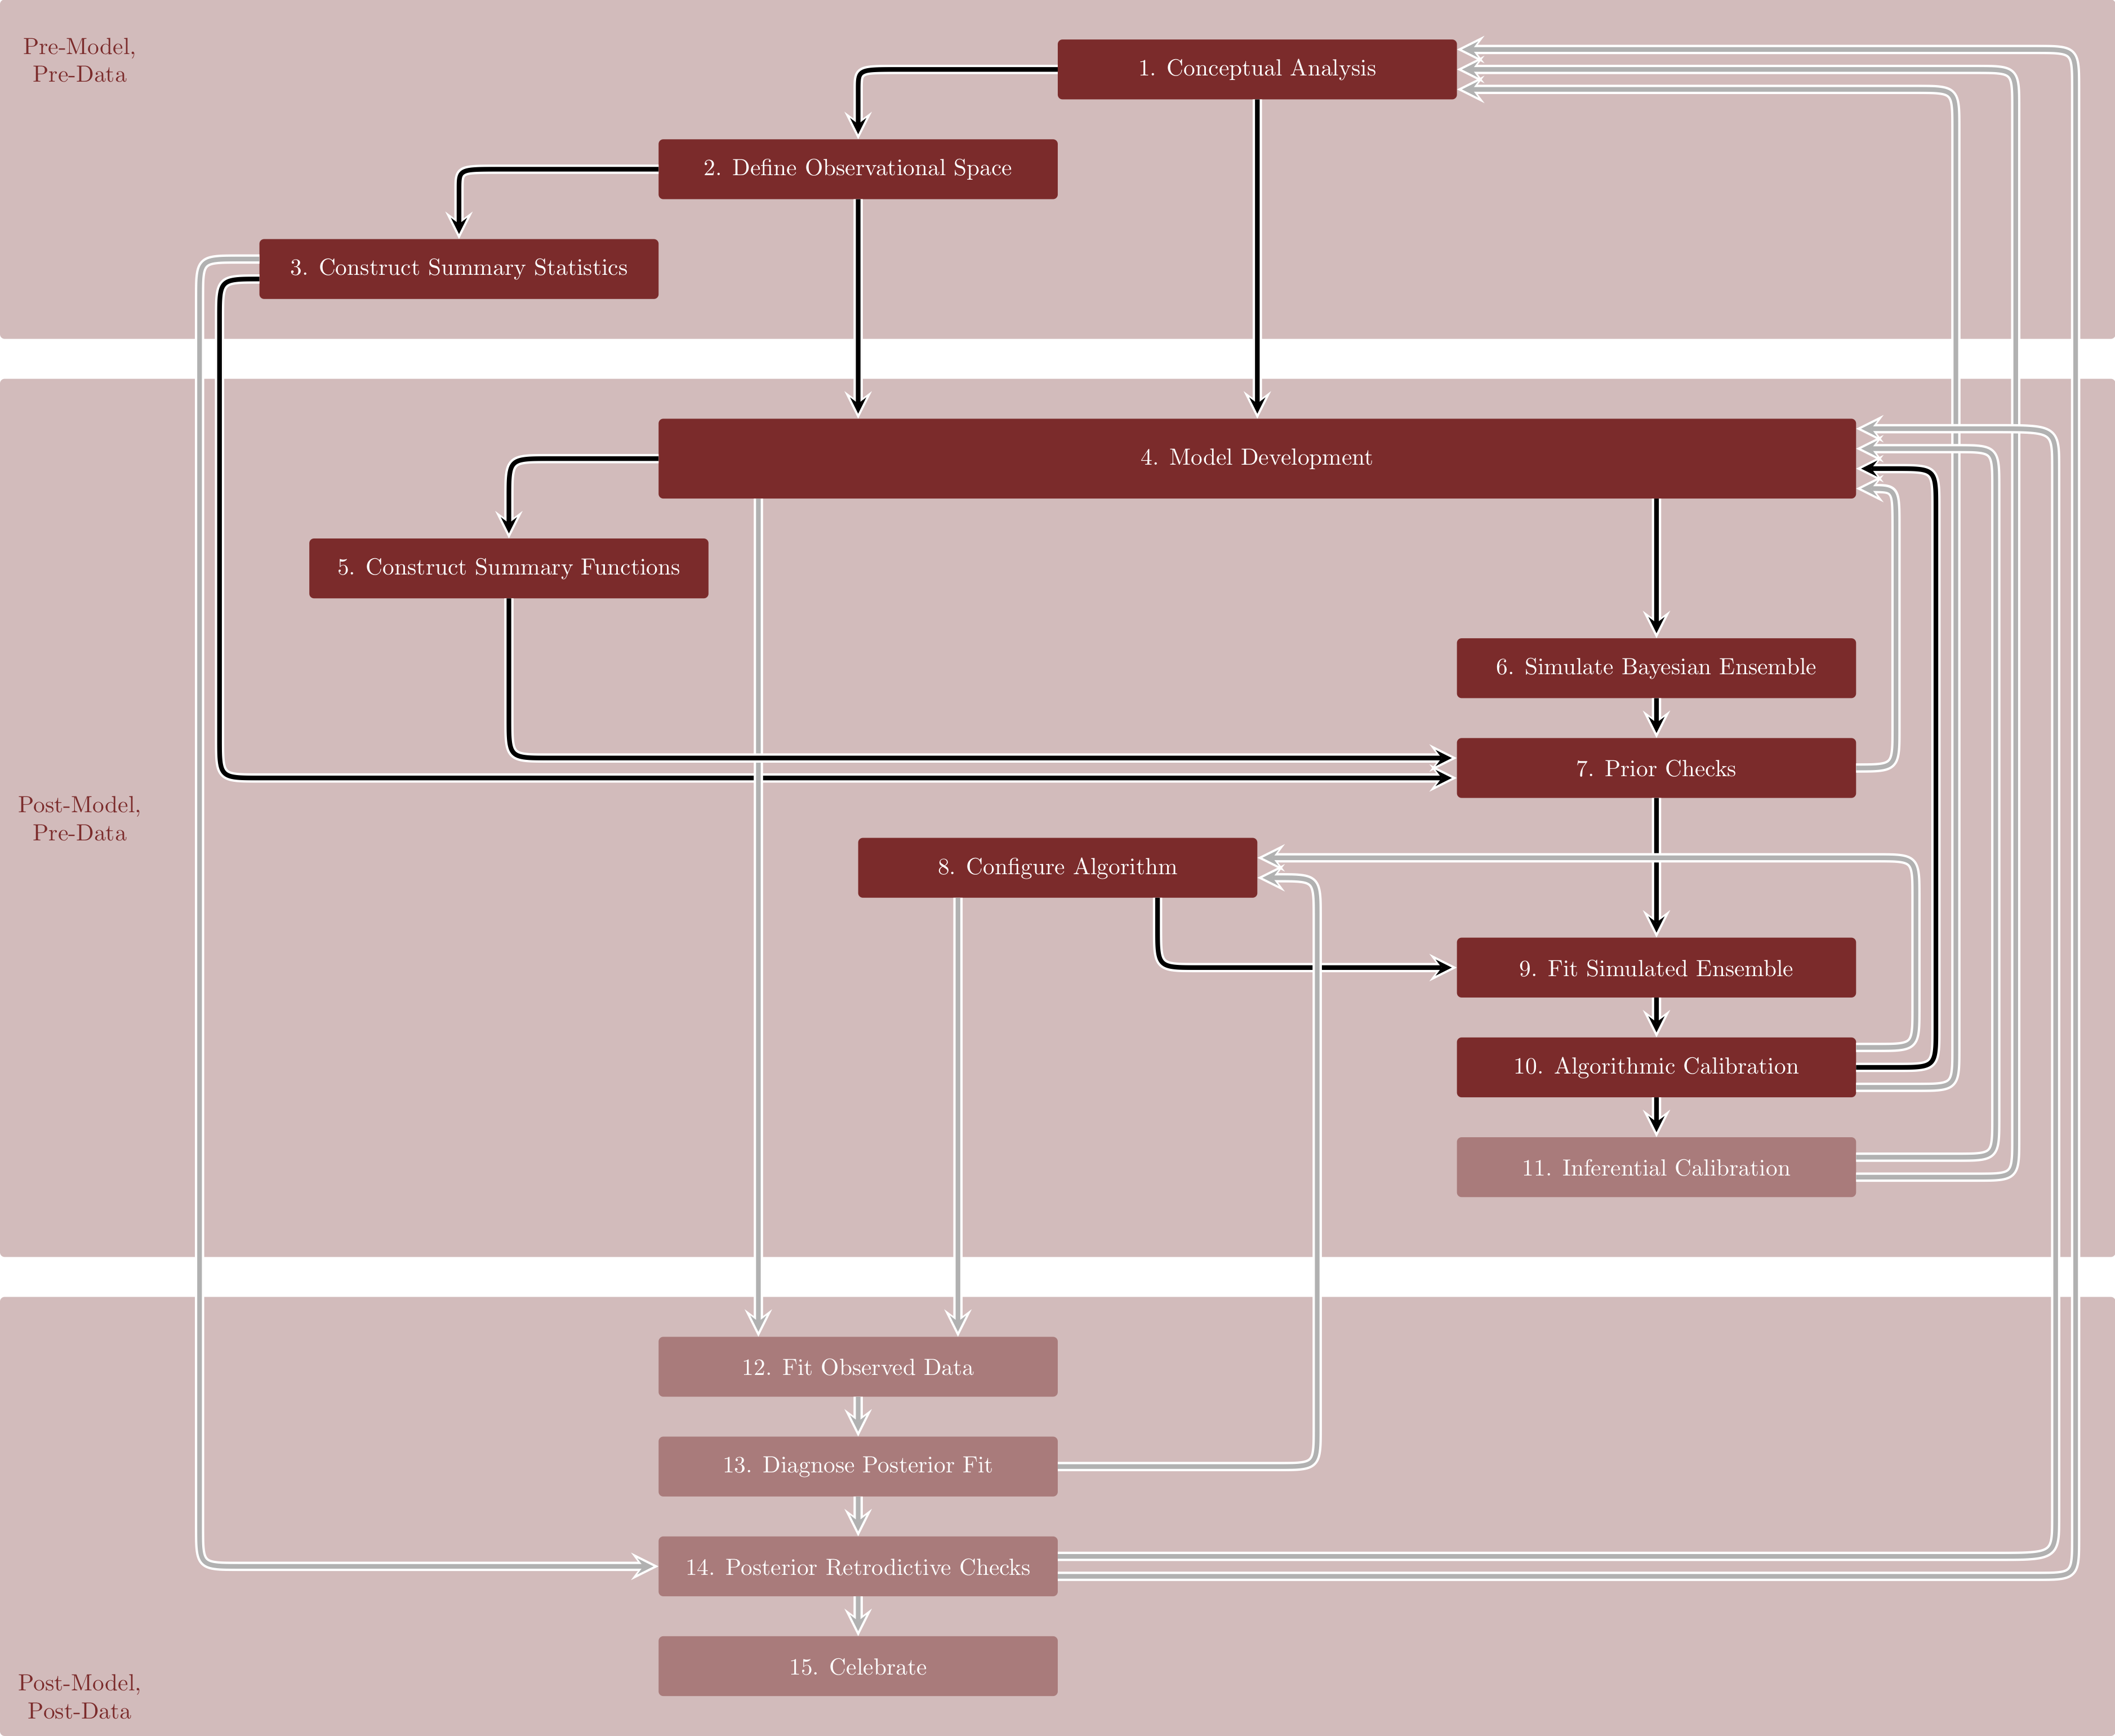 Pre-Model,
Pre-Data
1. Conceptual Analysis
2. Define Observational Space
3. Construct Summary Statistics
4. Model Development
5. Construct Summary Functions
6. Simulate Bayesian Ensemble
7. Prior Checks
Post-Model,
Pre-Data
8. Configure Algorithm
9. Fit Simulated Ensemble
10. Algorithmic Calibration
11. Inferential Calibration
12. Fit Observed Data
13. Diagnose Posterior Fit
14. Posterior Retrodictive Checks
15. Celebrate
Post-Model,
Post-Data